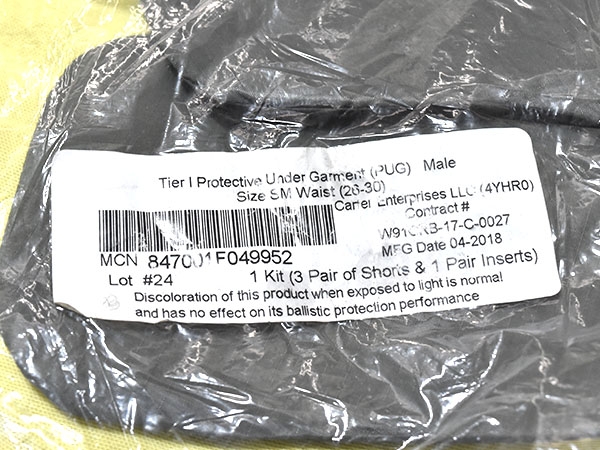 Tier I Protective Under Garment (PUG) Male
Size SM Waist (26-30)
Carter Enterprises LLC (4YHR0)
Contract #
W91CRB-17-C-0027
MFG Date 04-2018
MCN 847001F049952
Lot #24 1 Kit (3 Pair of Shorts & 1 Pair Inserts)
Discoloration of this product when exposed to light is normal
and has no effect on its ballistic protection performance